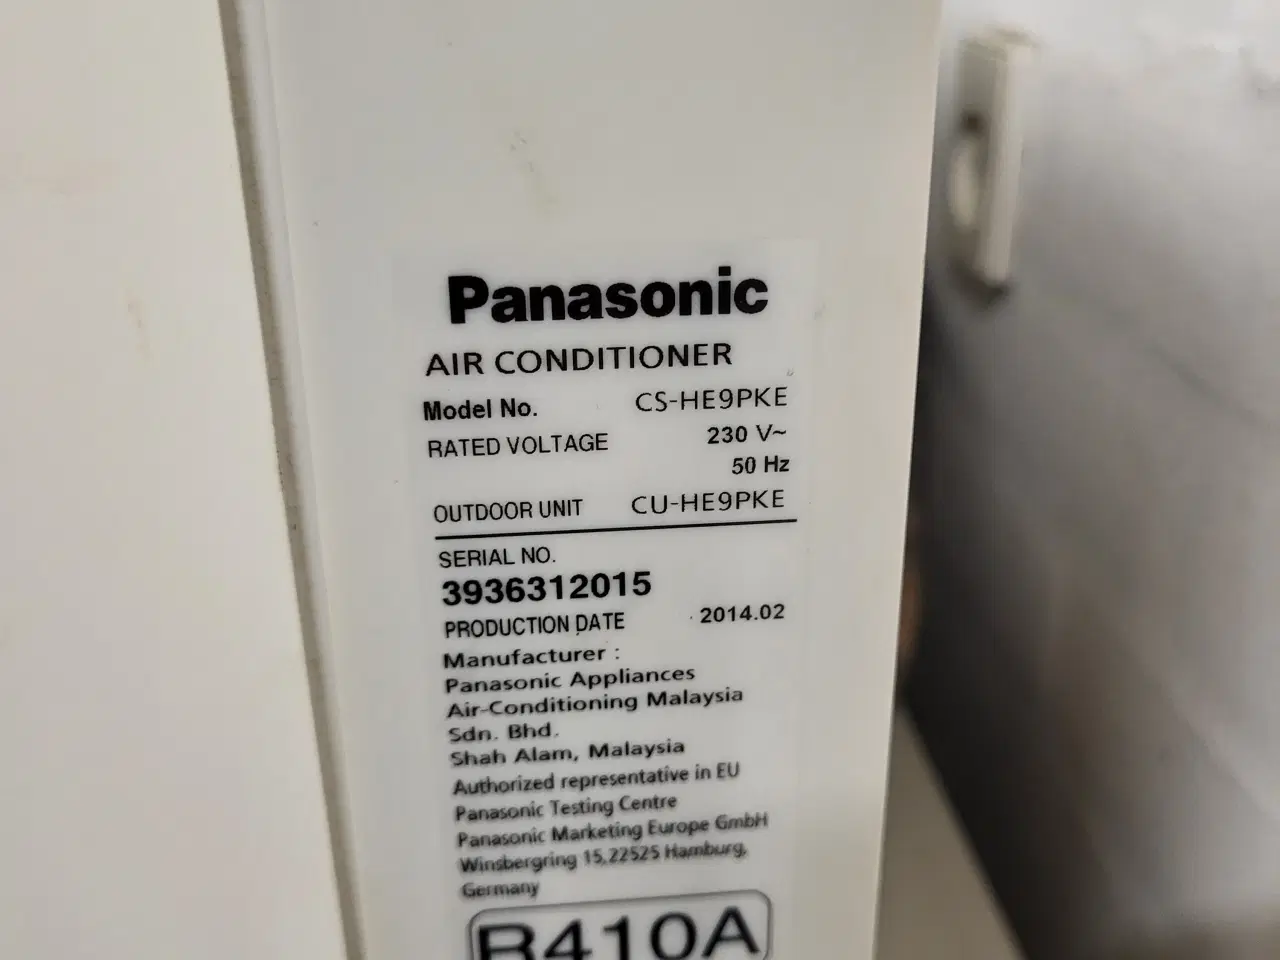 Panasonic
AIR CONDITIONER
Model No. CS-HE9PKE
RATED VOLTAGE 230 V~
50 Hz
OUTDOOR UNIT CU-HE9PKE
SERIAL NO.
3936312015
PRODUCTION DATE 2014.02
Manufacturer :
Panasonic Appliances
Air-Conditioning Malaysia
Sdn. Bhd.
Shah Alam, Malaysia
Authorized representative in EU
Panasonic Testing Centre
Panasonic Marketing Europe GmbH
Winsbergring 15,22525 Hamburg,
Germany
R410A